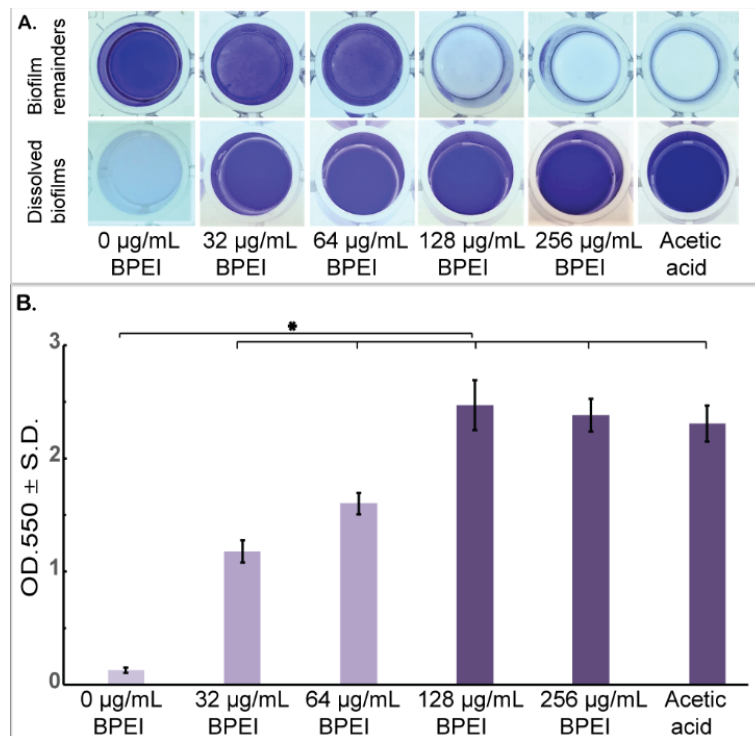 A.
Biofilm
remainders
Dissolved
biofilms
0 µg/mL
BPEI
32 µg/mL
BPEI
64 µg/mL
BPEI
128 µg/mL
BPEI
256 µg/mL
BPEI
Acetic
acid
B.
*
3
2
1
0
OD.550 ± S.D.
0 µg/mL
BPEI
32 µg/mL
BPEI
64 µg/mL
BPEI
128 µg/mL
BPEI
256 µg/mL
BPEI
Acetic
acid